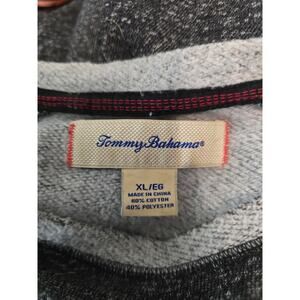 Tommy Bahama®
XL/EG
MADE IN CHINA
60% COTTON
40% POLYESTER